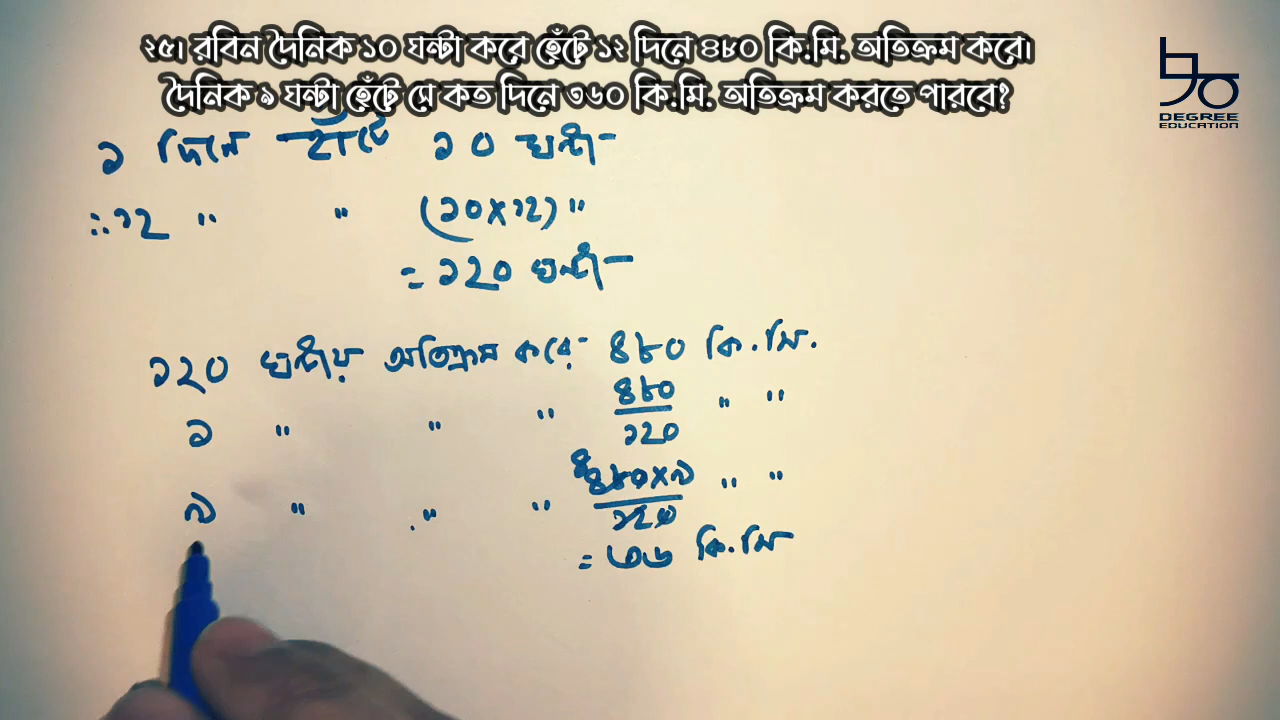 ২৫। রবিন দৈনিক ১০ ঘন্টা করে হেঁটে ১২ দিনে ৪৮০ কি.মি. অতিক্রম করে।
দৈনিক ৯ ঘন্টা হেঁটে সে কত দিনে ৩৬০ কি.মি. অতিক্রম করতে পারবে?
১০
DEGREE
EDUCATION
১ দিনে হাঁটে ১০ ঘন্টা
∴ ১২ " " (১০×১২) "
= ১২০ ঘন্টা
১২০ ঘন্টায় অতিক্রম করে ৪৮০ কি.মি.
১ " " " ৪৮০/১২০ " "
৯ " " " ৪ ৪৮০×৯/১২০ " "
= ৩৬ কি.মি